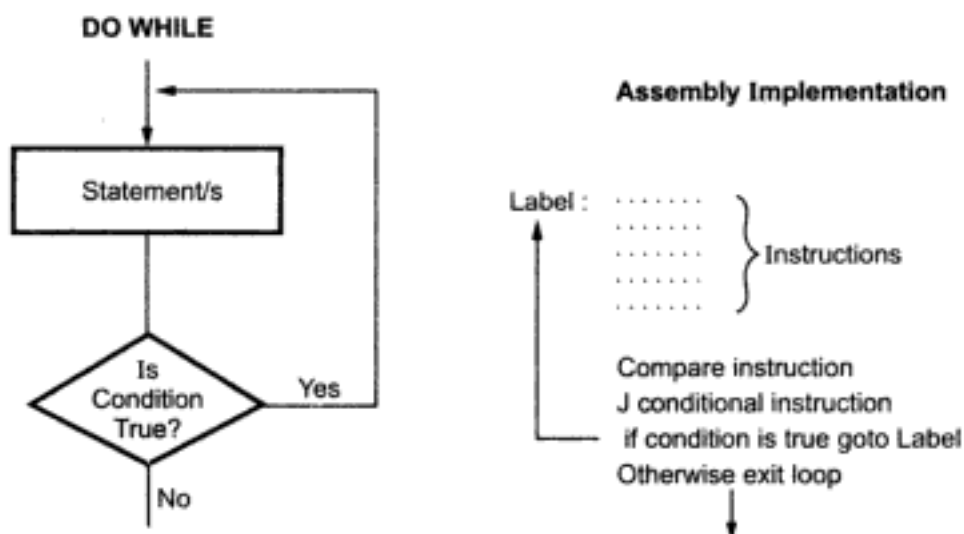 DO WHILE
Statement/s
Is
Condition
True?
Yes
No
Assembly Implementation
Label :
Instructions
Compare instruction
J conditional instruction
if condition is true goto Label
Otherwise exit loop